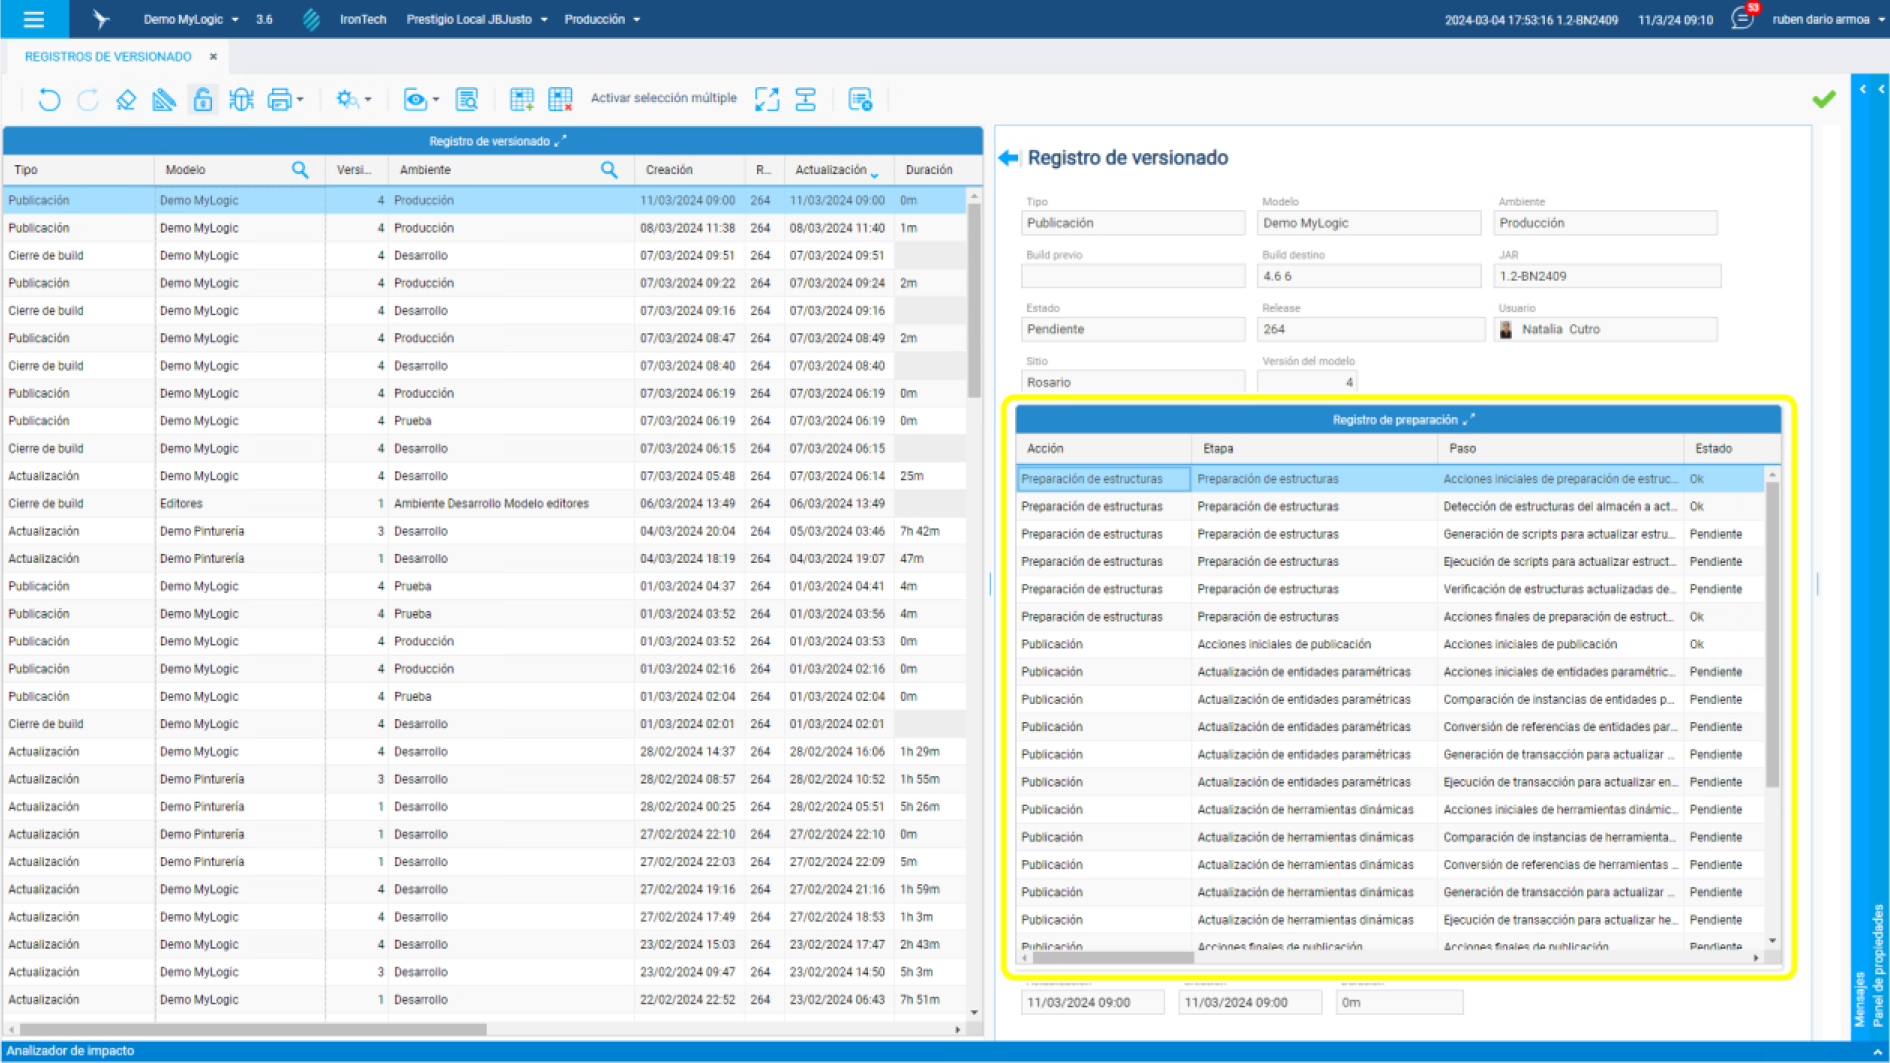 Demo MyLogic 3.6 IronTech Prestigio Local JBJusto Producción 2024-03-04 17:53:16 1.2-BN2409 11/3/24 09:10 53 ruben dario armoa
REGISTROS DE VERSIONADO ×
Activar selección múltiple
Registro de versionado
Tipo Modelo Versi... Ambiente Creación R... Actualización Duración
Publicación Demo MyLogic 4 Producción 11/03/2024 09:00 264 11/03/2024 09:00 0m
Publicación Demo MyLogic 4 Producción 08/03/2024 11:38 264 08/03/2024 11:40 1m
Cierre de build Demo MyLogic 4 Desarrollo 07/03/2024 09:51 264 07/03/2024 09:51
Publicación Demo MyLogic 4 Producción 07/03/2024 09:22 264 07/03/2024 09:24 2m
Cierre de build Demo MyLogic 4 Desarrollo 07/03/2024 09:16 264 07/03/2024 09:16
Publicación Demo MyLogic 4 Producción 07/03/2024 08:47 264 07/03/2024 08:49 2m
Cierre de build Demo MyLogic 4 Desarrollo 07/03/2024 08:40 264 07/03/2024 08:40
Publicación Demo MyLogic 4 Producción 07/03/2024 06:19 264 07/03/2024 06:19 0m
Publicación Demo MyLogic 4 Prueba 07/03/2024 06:19 264 07/03/2024 06:19 0m
Cierre de build Demo MyLogic 4 Desarrollo 07/03/2024 06:15 264 07/03/2024 06:15
Actualización Demo MyLogic 4 Desarrollo 07/03/2024 05:48 264 07/03/2024 06:14 25m
Cierre de build Editores 1 Ambiente Desarrollo Modelo editores 06/03/2024 13:49 264 06/03/2024 13:49
Actualización Demo Pinturería 3 Desarrollo 04/03/2024 20:04 264 05/03/2024 03:46 7h 42m
Actualización Demo Pinturería 1 Desarrollo 04/03/2024 18:19 264 04/03/2024 19:07 47m
Publicación Demo MyLogic 4 Prueba 01/03/2024 04:37 264 01/03/2024 04:41 4m
Publicación Demo MyLogic 4 Prueba 01/03/2024 03:52 264 01/03/2024 03:56 4m
Publicación Demo MyLogic 4 Producción 01/03/2024 03:52 264 01/03/2024 03:53 0m
Publicación Demo MyLogic 4 Producción 01/03/2024 02:16 264 01/03/2024 02:16 0m
Publicación Demo MyLogic 4 Prueba 01/03/2024 02:04 264 01/03/2024 02:04 0m
Cierre de build Demo MyLogic 4 Desarrollo 01/03/2024 02:01 264 01/03/2024 02:01
Actualización Demo MyLogic 4 Desarrollo 28/02/2024 14:37 264 28/02/2024 16:06 1h 29m
Actualización Demo Pinturería 3 Desarrollo 28/02/2024 08:57 264 28/02/2024 10:52 1h 55m
Actualización Demo Pinturería 1 Desarrollo 28/02/2024 00:25 264 28/02/2024 05:51 5h 26m
Actualización Demo Pinturería 1 Desarrollo 27/02/2024 22:10 264 27/02/2024 22:10 0m
Actualización Demo Pinturería 1 Desarrollo 27/02/2024 22:03 264 27/02/2024 22:09 5m
Actualización Demo MyLogic 4 Desarrollo 27/02/2024 19:16 264 27/02/2024 21:16 1h 59m
Actualización Demo MyLogic 4 Desarrollo 27/02/2024 17:49 264 27/02/2024 18:53 1h 3m
Actualización Demo MyLogic 4 Desarrollo 23/02/2024 15:03 264 23/02/2024 17:47 2h 43m
Actualización Demo MyLogic 3 Desarrollo 23/02/2024 09:47 264 23/02/2024 14:50 5h 3m
Actualización Demo MyLogic 1 Desarrollo 22/02/2024 22:52 264 23/02/2024 06:43 7h 51m
Registro de versionado
Tipo Modelo Ambiente
Publicación Demo MyLogic Producción
Build previo Build destino JAR
4.6 6 1.2-BN2409
Estado Release Usuario
Pendiente 264 Natalia Cutro
Sitio Versión del modelo
Rosario 4
Registro de preparación
Acción Etapa Paso Estado
Preparación de estructuras Preparación de estructuras Acciones iniciales de preparación de estruc... Ok
Preparación de estructuras Preparación de estructuras Detección de estructuras del almacén a act... Ok
Preparación de estructuras Preparación de estructuras Generación de scripts para actualizar estru... Pendiente
Preparación de estructuras Preparación de estructuras Ejecución de scripts para actualizar estruct... Pendiente
Preparación de estructuras Preparación de estructuras Verificación de estructuras actualizadas de... Pendiente
Preparación de estructuras Preparación de estructuras Acciones finales de preparación de estruct... Ok
Publicación Acciones iniciales de publicación Acciones iniciales de publicación Ok
Publicación Actualización de entidades paramétricas Acciones iniciales de entidades paramétric... Pendiente
Publicación Actualización de entidades paramétricas Comparación de instancias de entidades p... Pendiente
Publicación Actualización de entidades paramétricas Conversión de referencias de entidades par... Pendiente
Publicación Actualización de entidades paramétricas Generación de transacción para actualizar ... Pendiente
Publicación Actualización de entidades paramétricas Ejecución de transacción para actualizar en... Pendiente
Publicación Actualización de herramientas dinámicas Acciones iniciales de herramientas dinámic... Pendiente
Publicación Actualización de herramientas dinámicas Comparación de instancias de herramienta... Pendiente
Publicación Actualización de herramientas dinámicas Conversión de referencias de herramientas ... Pendiente
Publicación Actualización de herramientas dinámicas Generación de transacción para actualizar ... Pendiente
Publicación Actualización de herramientas dinámicas Ejecución de transacción para actualizar he... Pendiente
Publicación Acciones finales de publicación Acciones finales de publicación Pendiente
11/03/2024 09:00 11/03/2024 09:00 0m
Mensajes
Panel de propiedades
Analizador de impacto